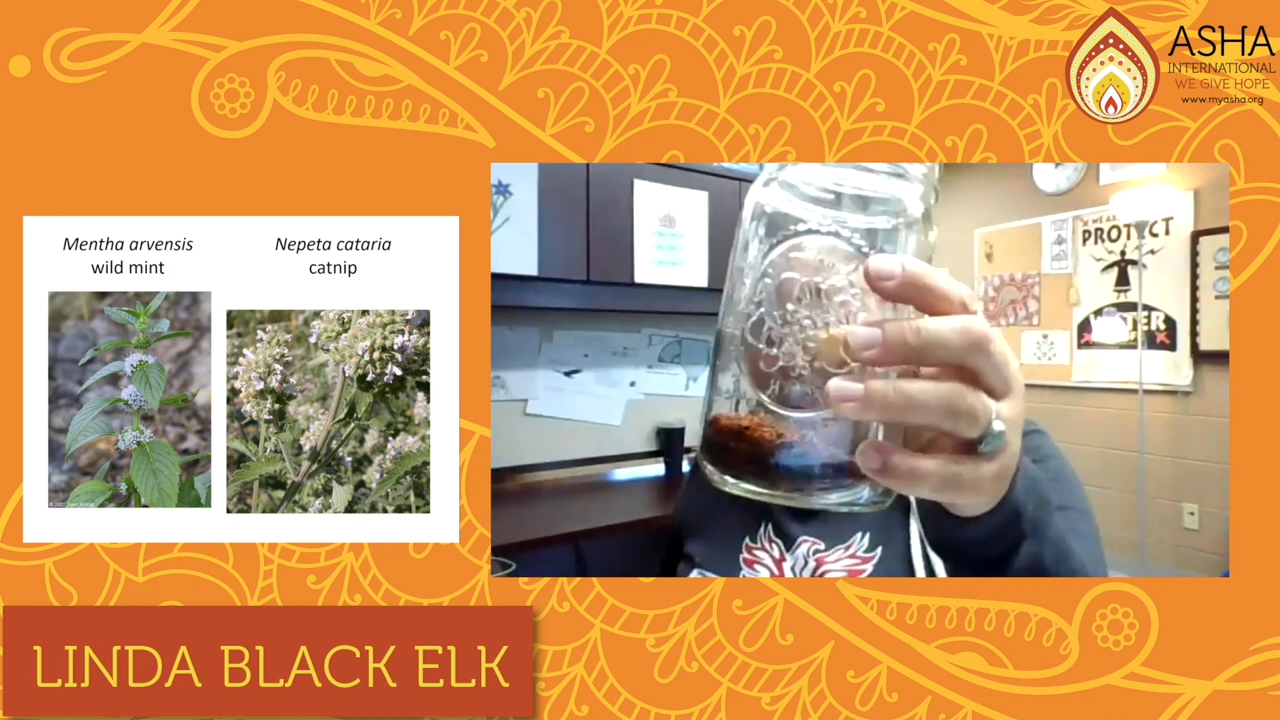 ASHA
INTERNATIONAL
WE GIVE HOPE
www.myasha.org
Mentha arvensis
wild mint
Nepeta cataria
catnip
PROTECT
LINDA BLACK ELK